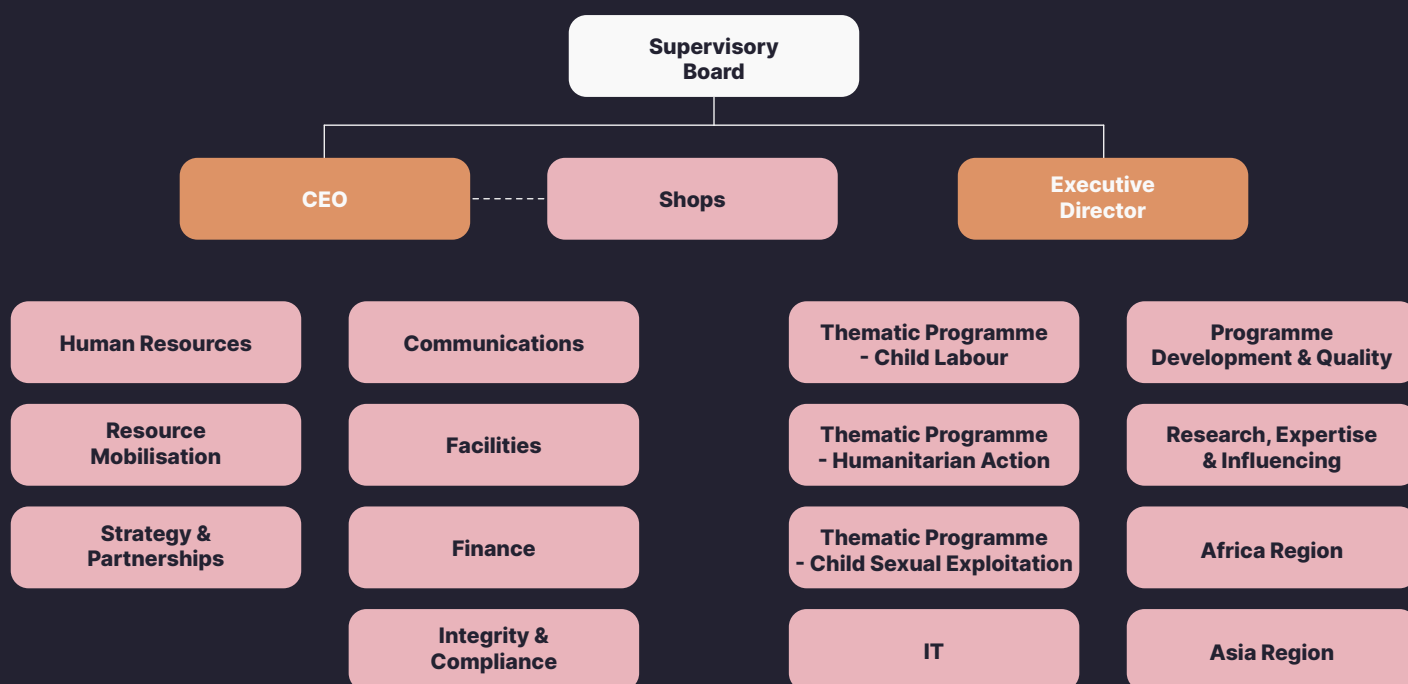 Supervisory
Board
CEO
Shops
Executive
Director
Human Resources
Communications
Thematic Programme
- Child Labour
Programme
Development & Quality
Resource
Mobilisation
Facilities
Thematic Programme
- Humanitarian Action
Research, Expertise
& Influencing
Strategy &
Partnerships
Finance
Thematic Programme
- Child Sexual Exploitation
Africa Region
Integrity &
Compliance
IT
Asia Region